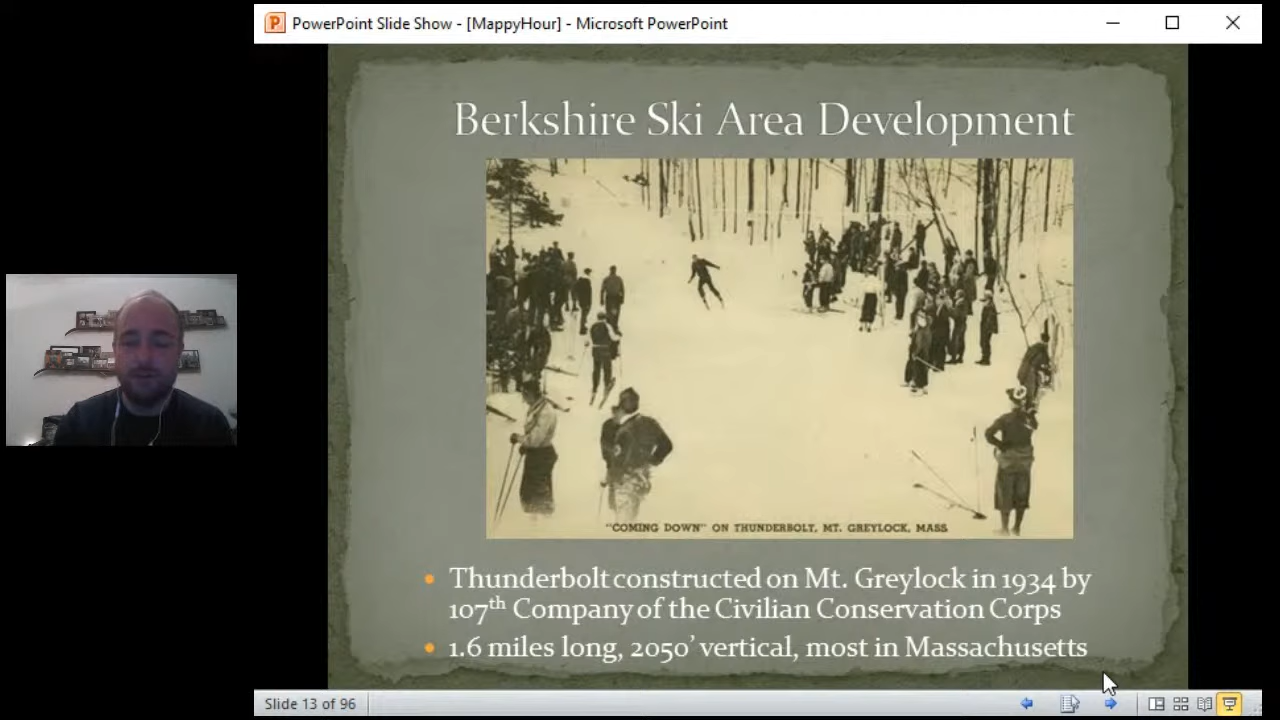 PowerPoint Slide Show - [MappyHour] - Microsoft PowerPoint
Berkshire Ski Area Development
"COMING DOWN" ON THUNDERBOLT, MT. GREYLOCK, MASS
• Thunderbolt constructed on Mt. Greylock in 1934 by
107th Company of the Civilian Conservation Corps
• 1.6 miles long, 2050' vertical, most in Massachusetts
Slide 13 of 96